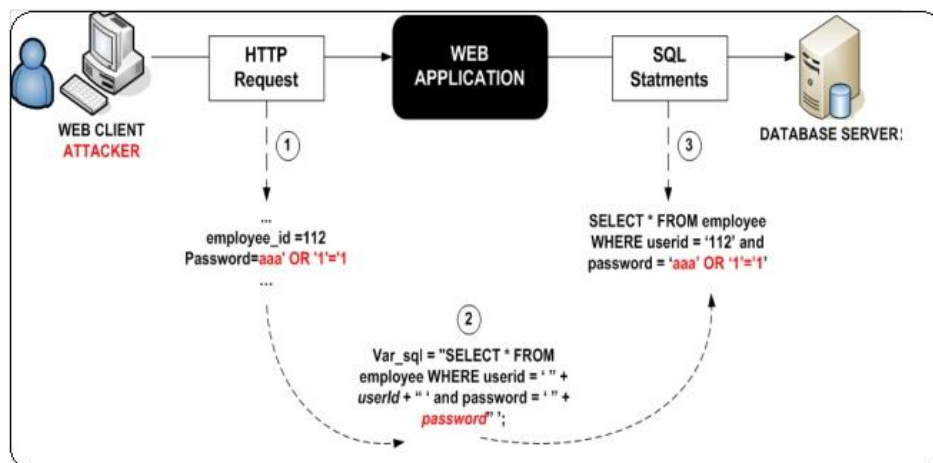 HTTP
Request
WEB
APPLICATION
SQL
Statments
WEB CLIENT
ATTACKER
DATABASE SERVER:
1
3
...
employee_id =112
Password=aaa' OR '1'='1
...
SELECT * FROM employee
WHERE userid = ‘112’ and
password = ‘aaa’ OR ‘1’=‘1’
2
Var_sql = "SELECT * FROM
employee WHERE userid = ‘ ” +
userId + “ ‘ and password = ‘ ” +
password” ’;